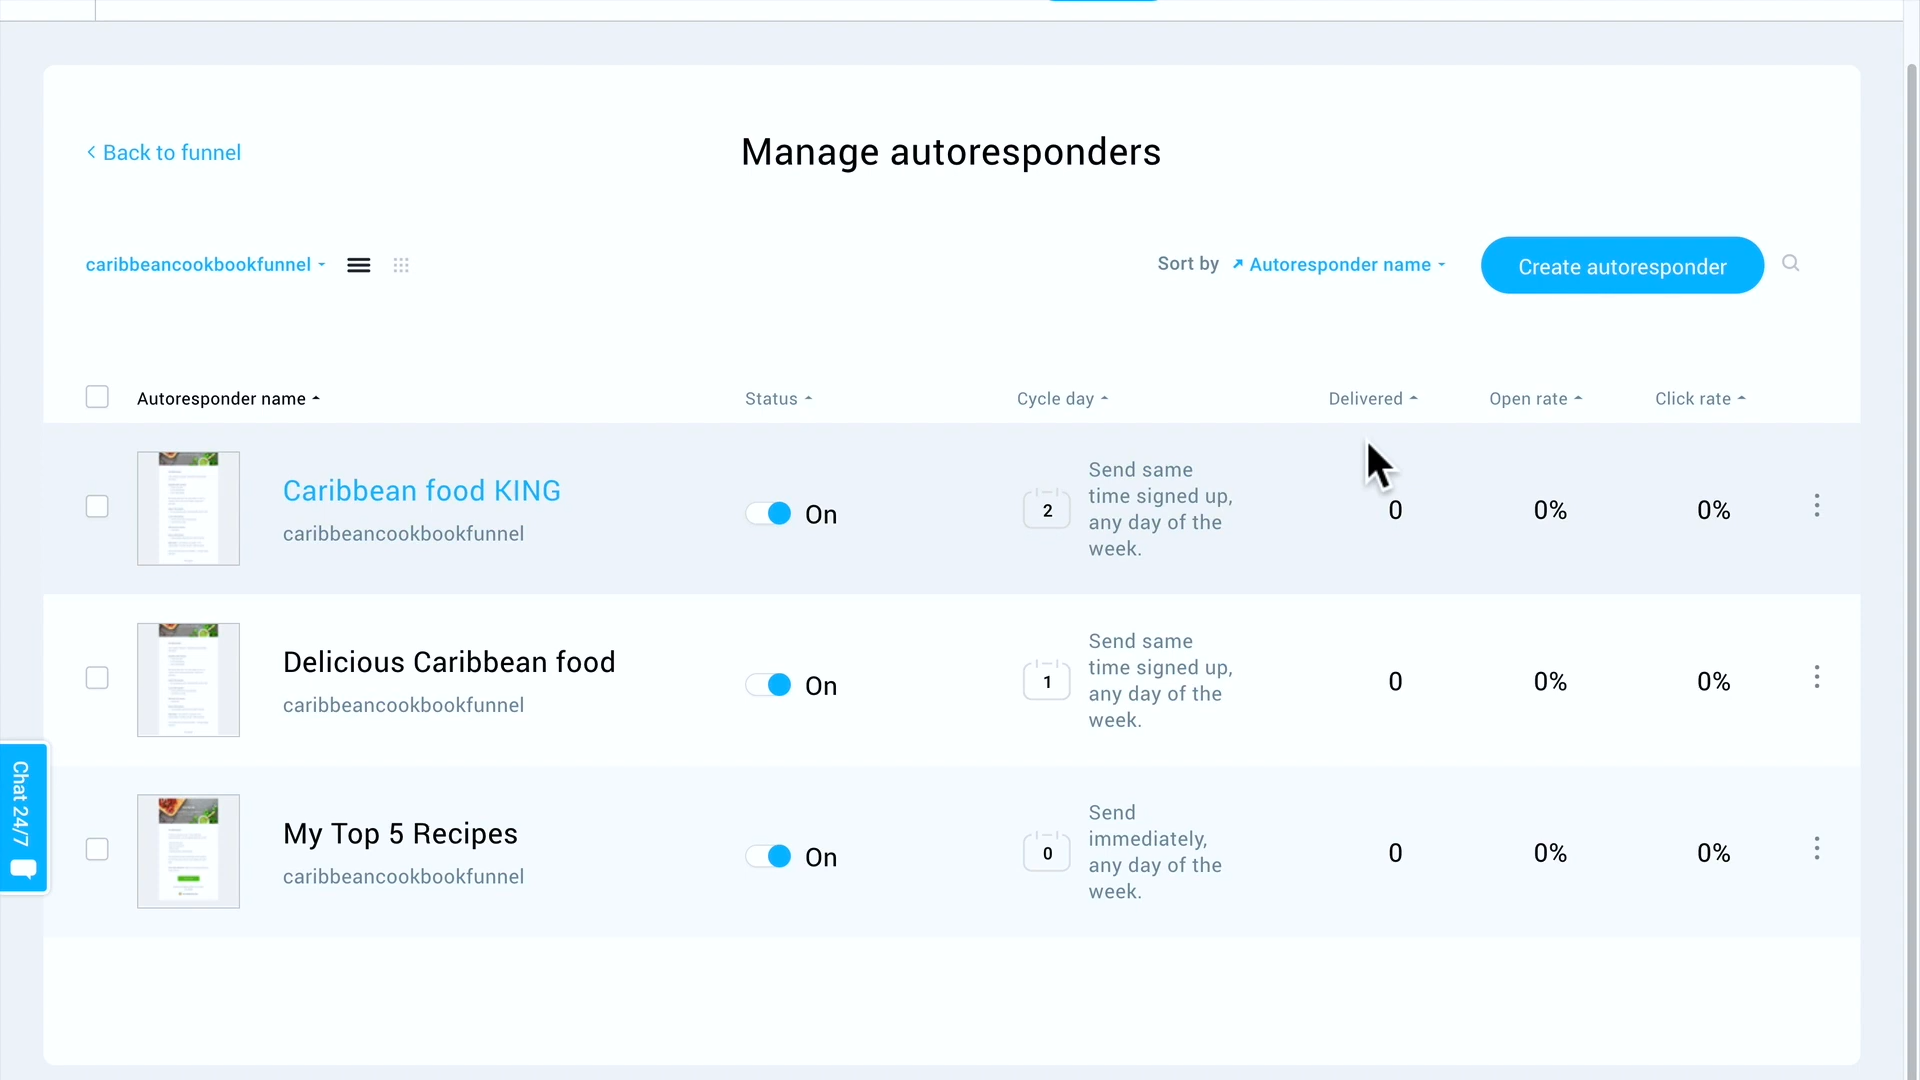 Back to funnel
Manage autoresponders
caribbeancookbookfunnel
Sort by Autoresponder name
Create autoresponder
Autoresponder name
Status
Cycle day
Delivered
Open rate
Click rate
Caribbean food KING
caribbeancookbookfunnel
On
2
Send same
time signed up,
any day of the
week.
0
0%
0%
Delicious Caribbean food
caribbeancookbookfunnel
On
1
Send same
time signed up,
any day of the
week.
0
0%
0%
My Top 5 Recipes
caribbeancookbookfunnel
On
0
Send
immediately,
any day of the
week.
0
0%
0%
Chat 24/7